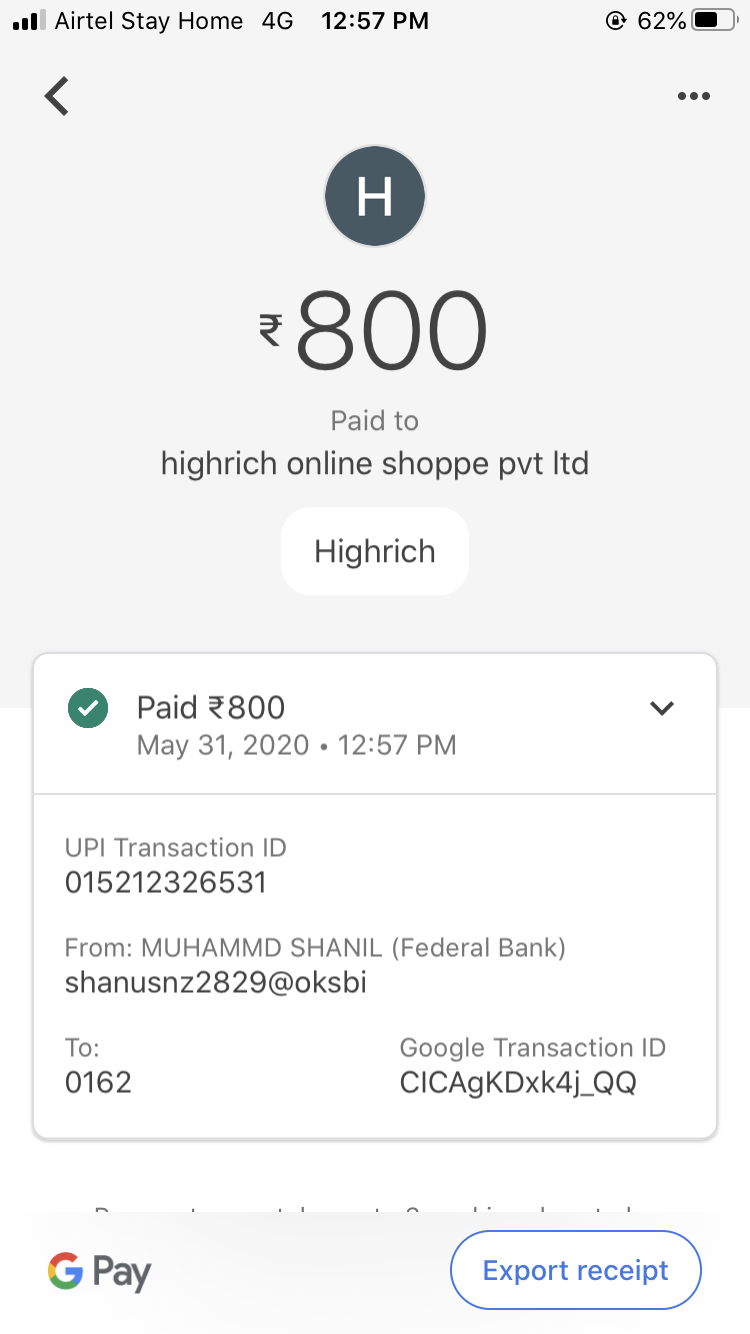 Airtel Stay Home 4G 12:57 PM 62%
H
₹800
Paid to
highrich online shoppe pvt ltd
Highrich
Paid ₹800
May 31, 2020 • 12:57 PM
UPI Transaction ID
015212326531
From: MUHAMMD SHANIL (Federal Bank)
shanusnz2829@oksbi
To:
0162
Google Transaction ID
CICAgKDxk4j_QQ
G Pay
Export receipt